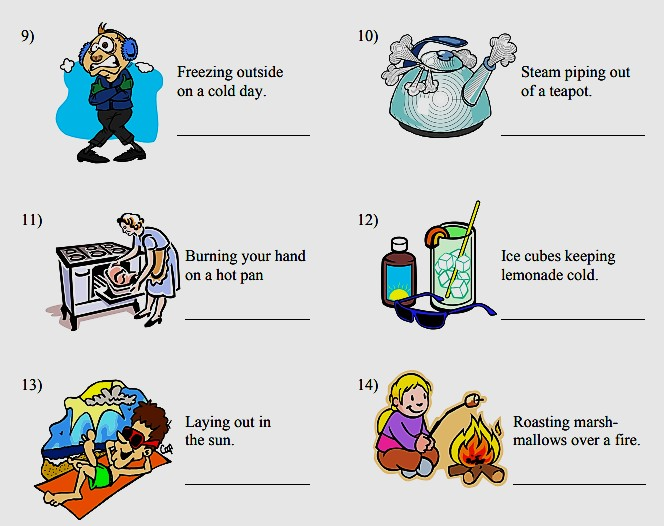 9)
Freezing outside
on a cold day.
10)
Steam piping out
of a teapot.
11)
Burning your hand
on a hot pan
12)
Ice cubes keeping
lemonade cold.
13)
Laying out in
the sun.
14)
Roasting marsh-
mallows over a fire.